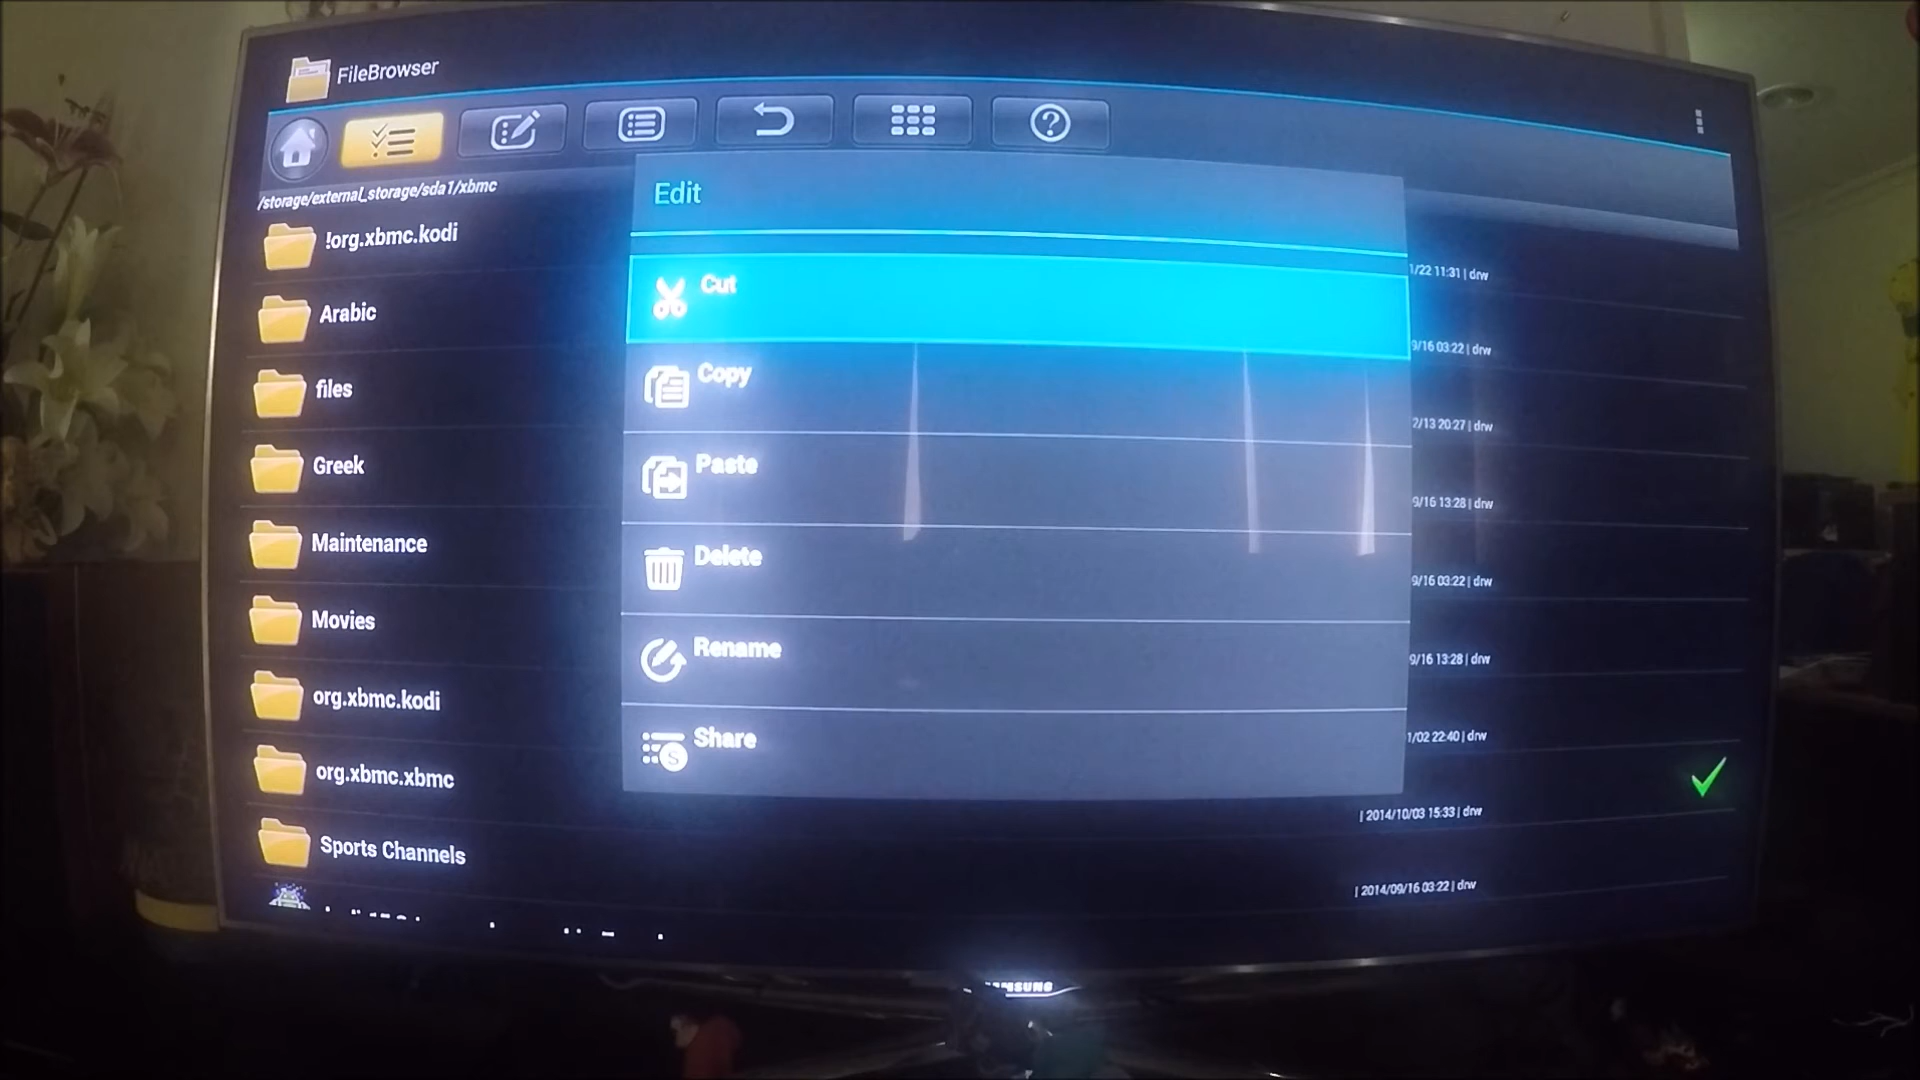 FileBrowser
/storage/external_storage/sda1/xbmc
Edit
!org.xbmc.kodi
Cut
1/22 11:31 | drw
Arabic
9/16 03:22 | drw
Copy
files
2/13 20:27 | drw
Greek
Paste
9/16 13:28 | drw
Maintenance
Delete
9/16 03:22 | drw
Movies
Rename
9/16 13:28 | drw
org.xbmc.kodi
Share
1/02 22:40 | drw
org.xbmc.xbmc
| 2014/10/03 15:33 | drw
Sports Channels
| 2014/09/16 03:22 | drw
SAMSUNG